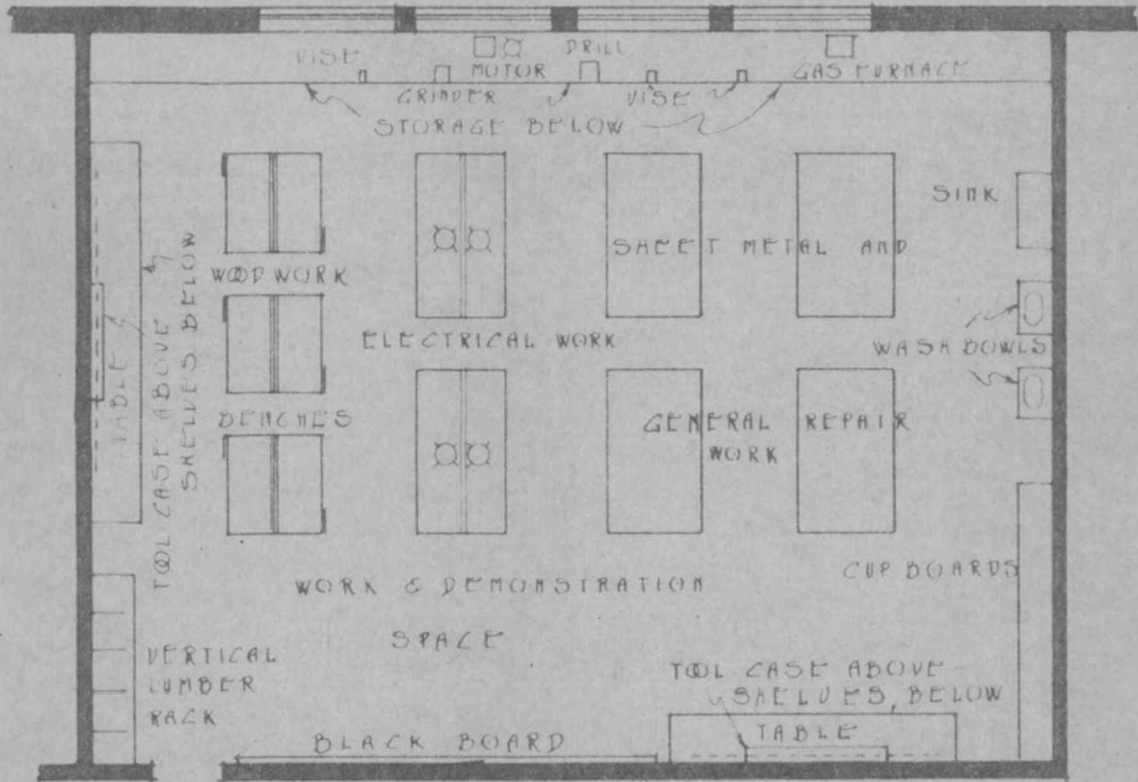 VISE
DRILL
MOTOR
GAS FURNACE
GRINDER
VISE
STORAGE BELOW
SINK
SHEET METAL AND
WOOD WORK
ELECTRICAL WORK
WASH BOWLS
TABLE
TOOL CASE ABOVE
SHELVES BELOW
BENCHES
GENERAL REPAIR
WORK
CUPBOARDS
WORK & DEMONSTRATION
SPACE
VERTICAL
LUMBER
RACK
TOOL CASE ABOVE
SHELVES, BELOW
TABLE
BLACK BOARD